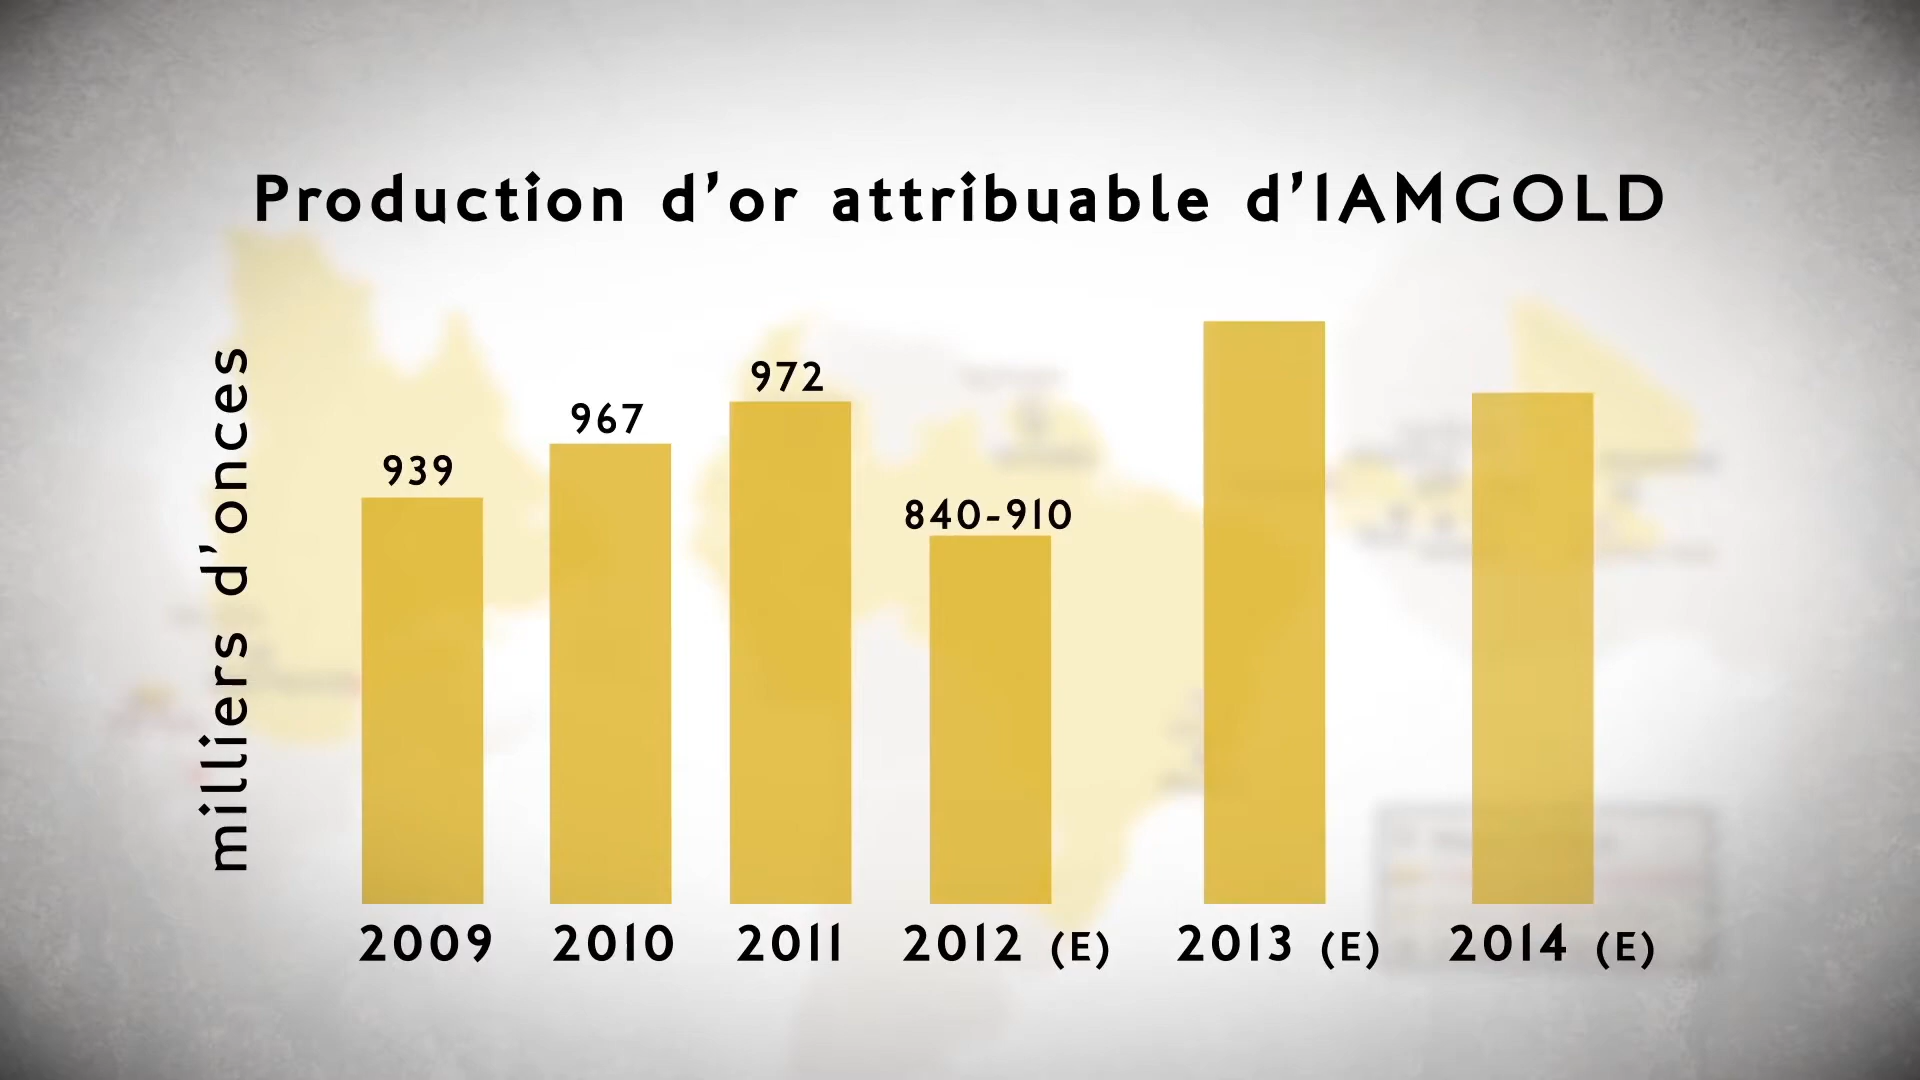 Production d'or attribuable d'IAMGOLD
milliers d'onces
939
967
972
840-910
2009
2010
2011
2012 (E)
2013 (E)
2014 (E)